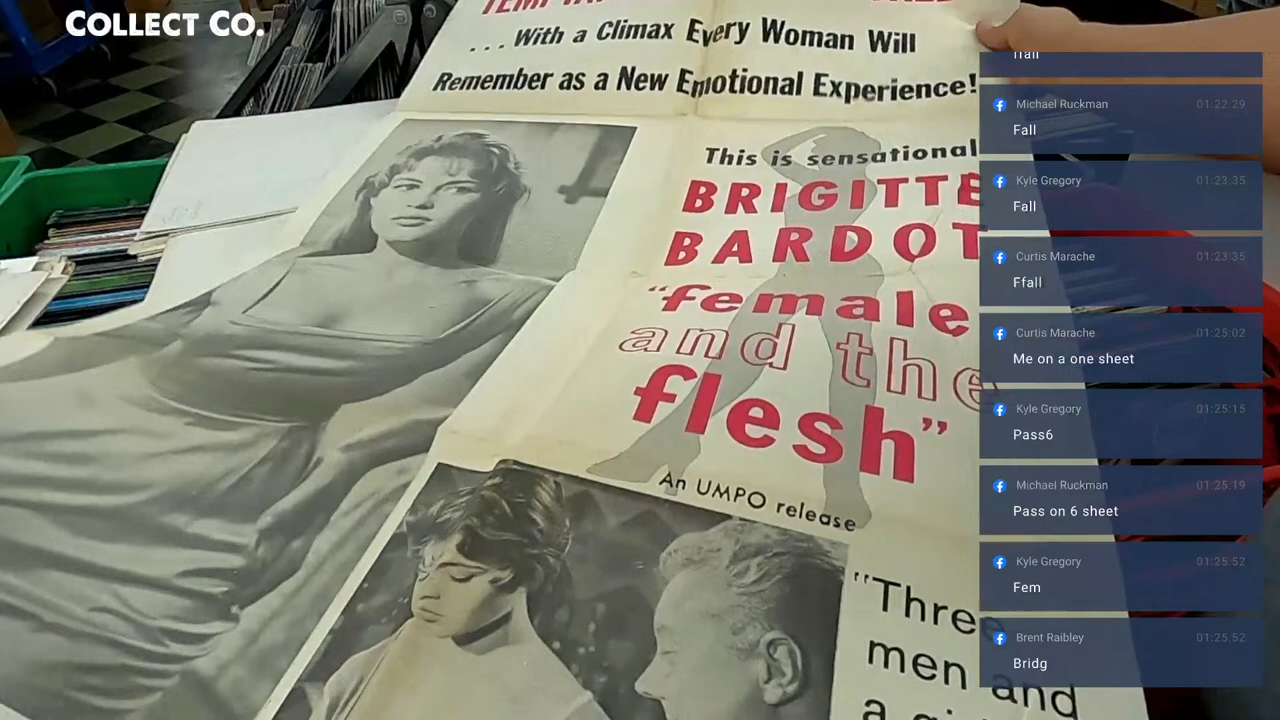 COLLECT CO.
... With a Climax Every Woman Will
Remember as a New Emotional Experience!
This is sensational
BRIGITTE
BARDOT
"female
and the
flesh"
An UMPO release
"Three
men and
Michael Ruckman 01:22:29
Fall
Kyle Gregory 01:23:35
Fall
Curtis Marache 01:23:35
Ffall
Curtis Marache 01:25:02
Me on a one sheet
Kyle Gregory 01:25:15
Pass6
Michael Ruckman 01:25:19
Pass on 6 sheet
Kyle Gregory 01:25:52
Fem
Brent Raibley 01:25:52
Bridg